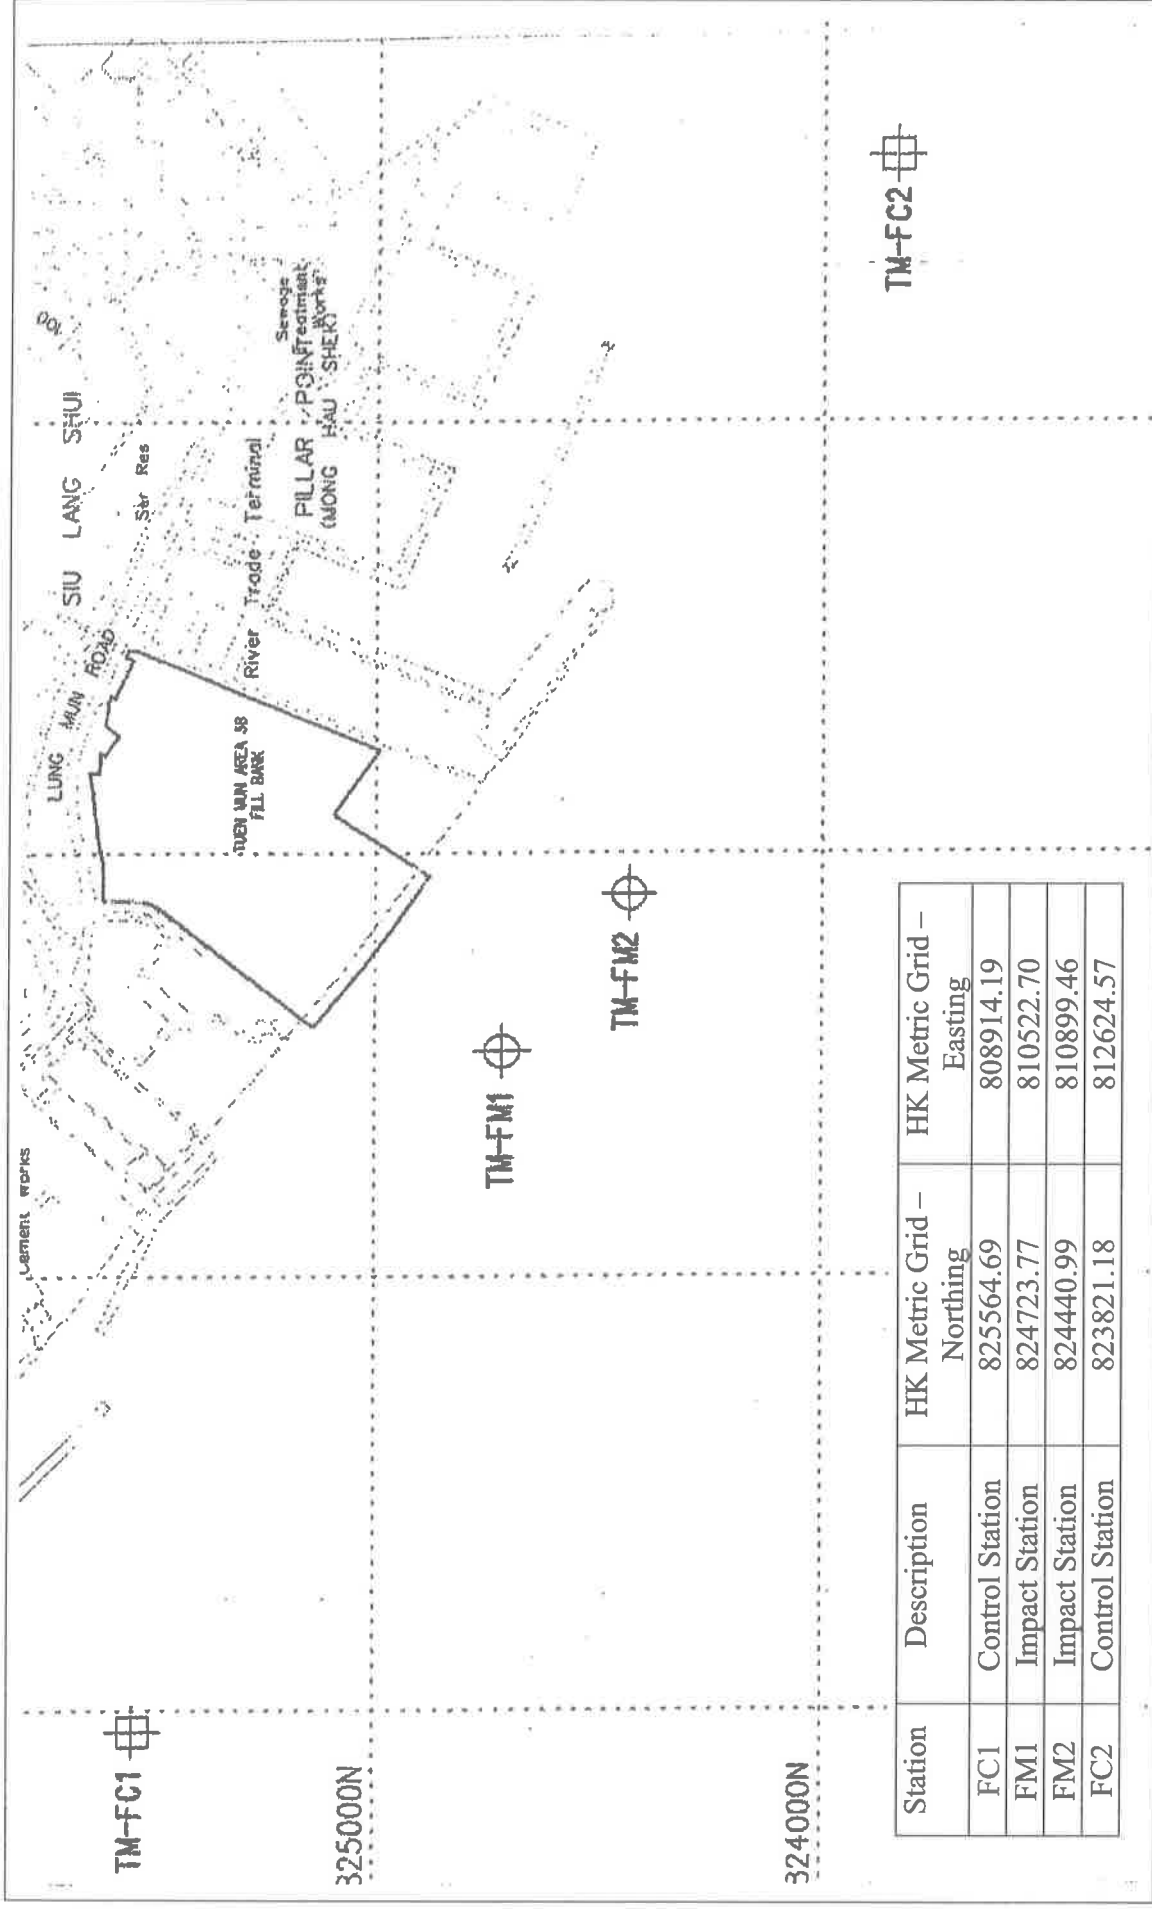 Cement works
LUNG MUN ROAD
SIU LANG SHUI
100
Ser Res
TUEN MUN AREA 38
FILL BANK
River Trade Terminal
Sewage
Treatment
Works
PILLAR POINT
(MONG HAU SHEK)
TM-FC1
TM-FM1
TM-FM2
TM-FC2
325000N
324000N
Station Description HK Metric Grid – Northing HK Metric Grid – Easting
FC1 Control Station 825564.69 808914.19
FM1 Impact Station 824723.77 810522.70
FM2 Impact Station 824440.99 810899.46
FC2 Control Station 823821.18 812624.57